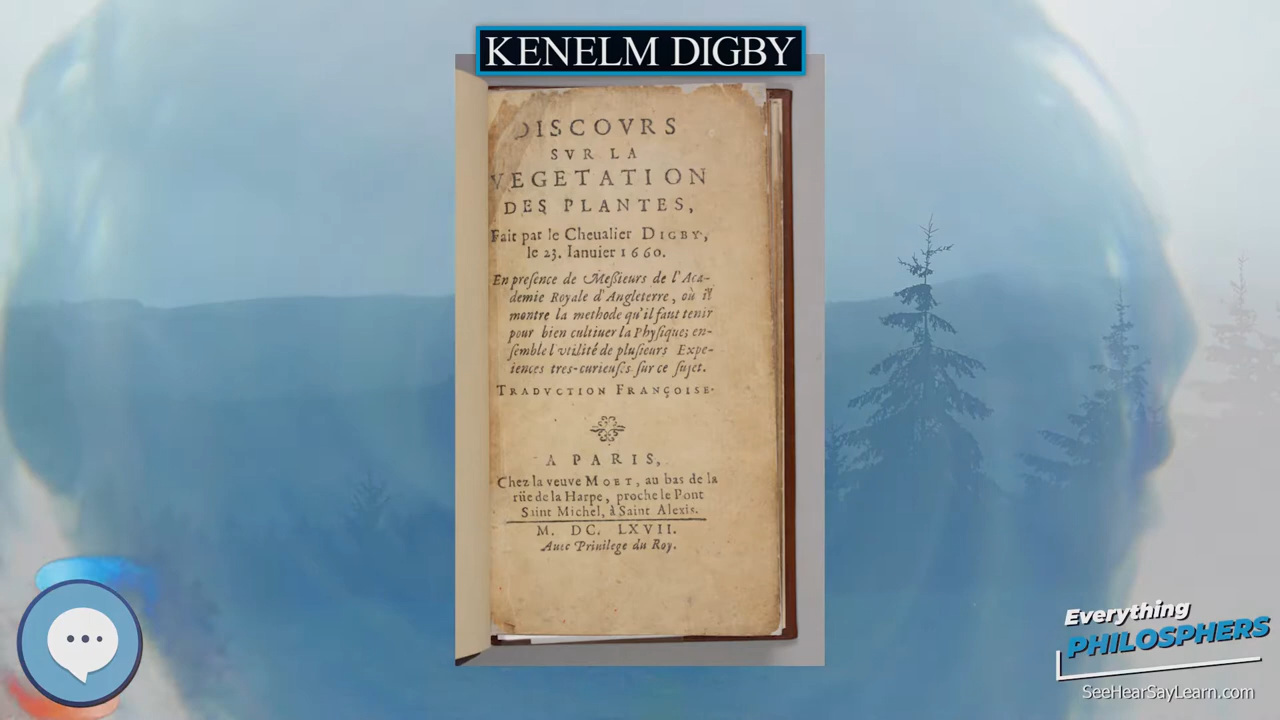 KENELM DIGBY
DISCOVRS
SVR LA
VEGETATION
DES PLANTES,
Fait par le Cheualier DIGBY,
le 23. Ianuier 1660.
En presence de Meßieurs de l'Aca-
demie Royale d'Angleterre, où il
montre la methode qu'il faut tenir
pour bien cultiuer la Physique; en-
semble l'vtilité de plusieurs Expe-
iences tres-curieuses sur ce sujet.
TRADVCTION FRANÇOISE.
A PARIS,
Chez la veuve MOET, au bas de la
rüe de la Harpe, proche le Pont
Saint Michel, à Saint Alexis.
M. DC. LXVII.
Auec Priuilege du Roy.
Everything
PHILOSPHERS
SeeHearSayLearn.com